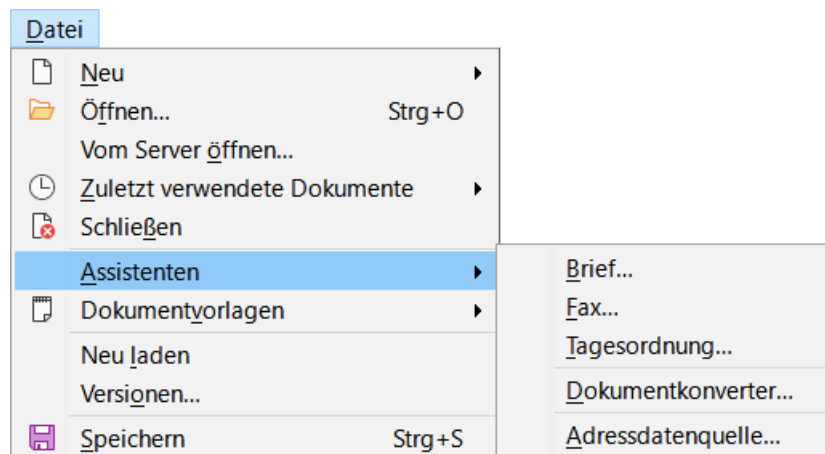 Datei
Neu
Öffnen... Strg+O
Vom Server öffnen...
Zuletzt verwendete Dokumente
Schließen
Assistenten
Dokumentvorlagen
Neu laden
Versionen...
Speichern Strg+S
Brief...
Fax...
Tagesordnung...
Dokumentkonverter...
Adressdatenquelle...